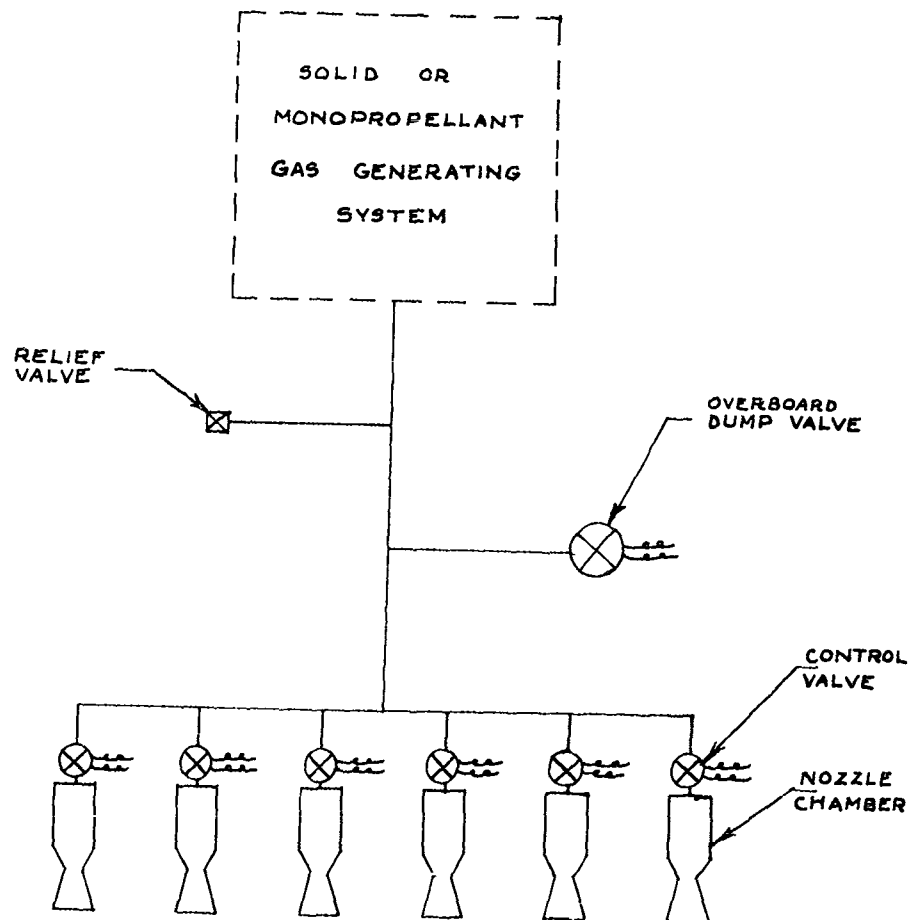 SOLID OR
MONOPROPELLANT
GAS GENERATING
SYSTEM
RELIEF
VALVE
OVERBOARD
DUMP VALVE
CONTROL
VALVE
NOZZLE
CHAMBER